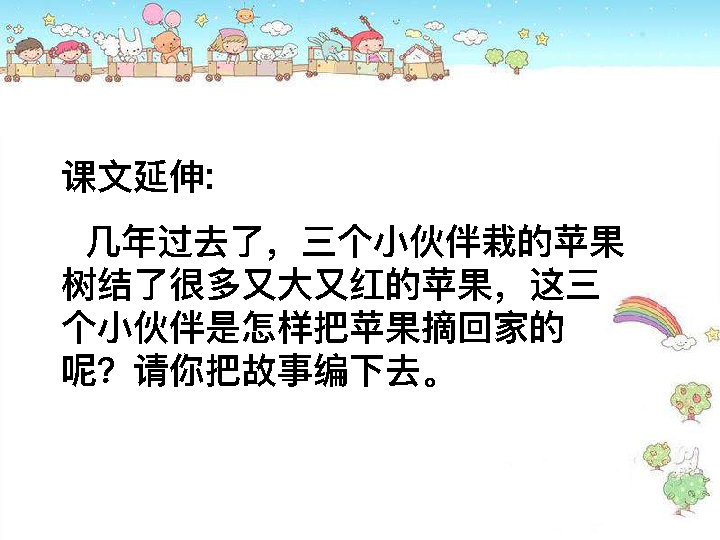 课文延伸:
几年过去了，三个小伙伴栽的苹果
树结了很多又大又红的苹果，这三
个小伙伴是怎样把苹果摘回家的
呢？请你把故事编下去。